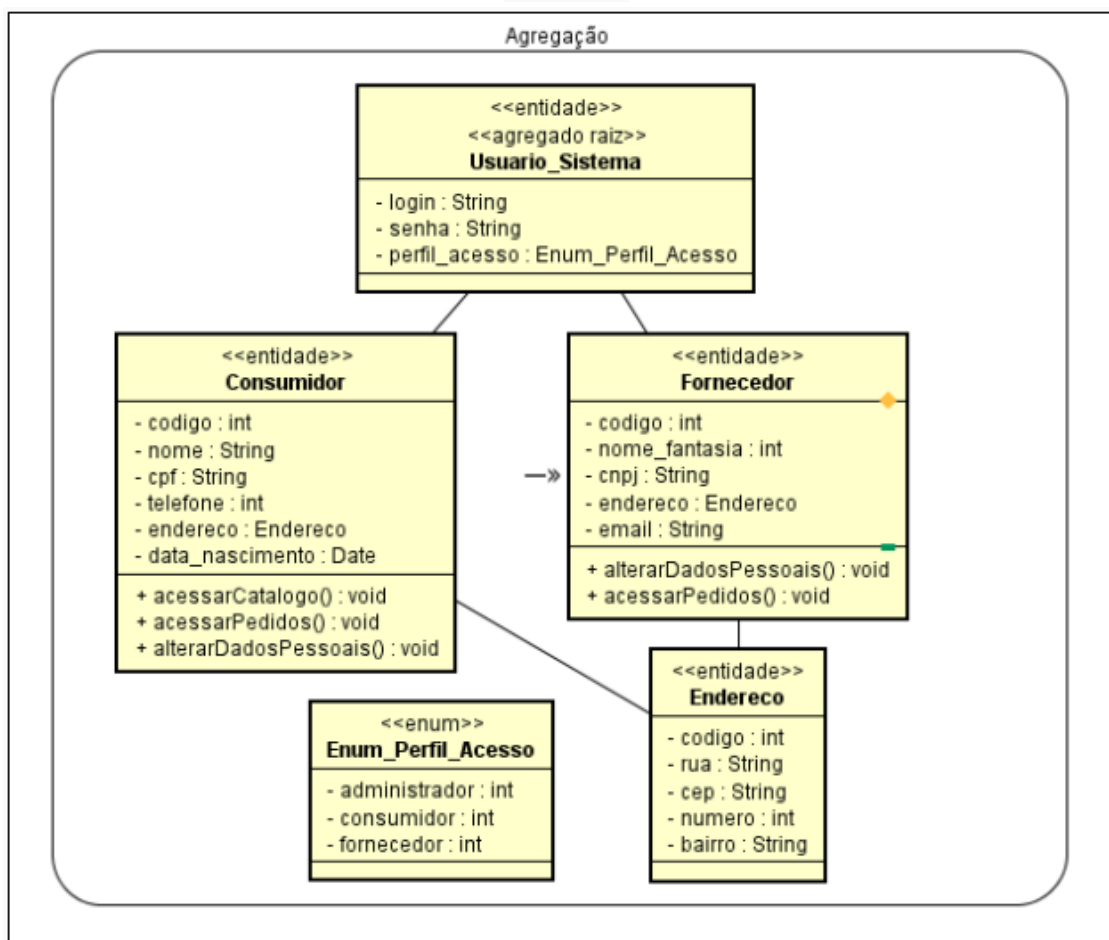 Agregação
<<entidade>>
<<agregado raiz>>
Usuario_Sistema
- login : String
- senha : String
- perfil_acesso : Enum_Perfil_Acesso
<<entidade>>
Consumidor
- codigo : int
- nome : String
- cpf : String
- telefone : int
- endereco : Endereco
- data_nascimento : Date
+ acessarCatalogo() : void
+ acessarPedidos() : void
+ alterarDadosPessoais() : void
<<entidade>>
Fornecedor
- codigo : int
- nome_fantasia : int
- cnpj : String
- endereco : Endereco
- email : String
+ alterarDadosPessoais() : void
+ acessarPedidos() : void
<<enum>>
Enum_Perfil_Acesso
- administrador : int
- consumidor : int
- fornecedor : int
<<entidade>>
Endereco
- codigo : int
- rua : String
- cep : String
- numero : int
- bairro : String